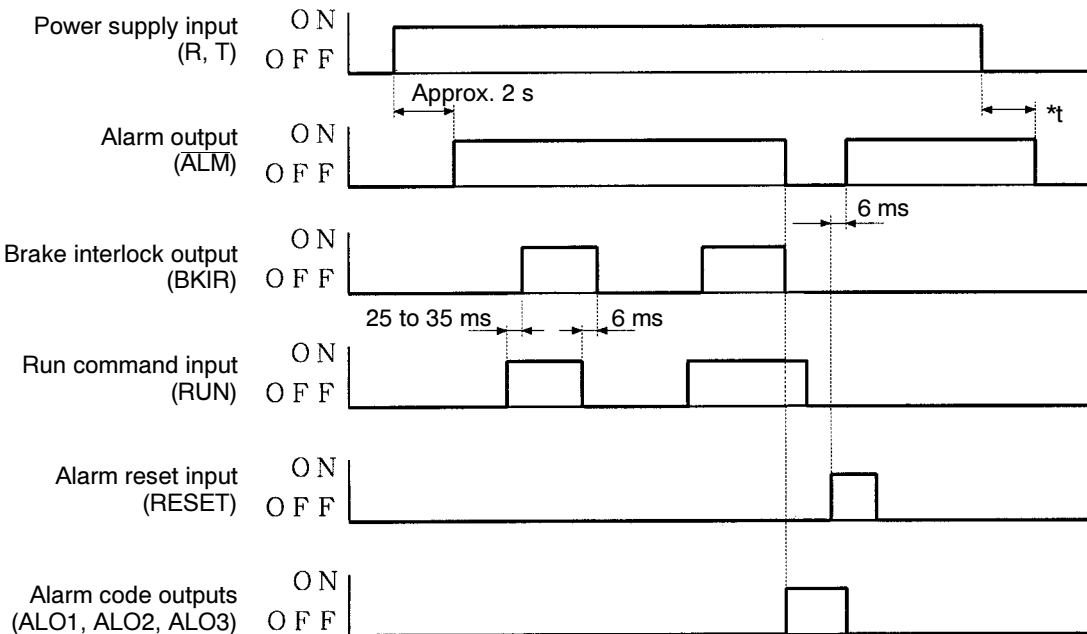 Power supply input
(R, T)
ON
OFF
Approx. 2 s
*t
Alarm output
(ALM)
ON
OFF
6 ms
Brake interlock output
(BKIR)
ON
OFF
25 to 35 ms
6 ms
Run command input
(RUN)
ON
OFF
Alarm reset input
(RESET)
ON
OFF
Alarm code outputs
(ALO1, ALO2, ALO3)
ON
OFF